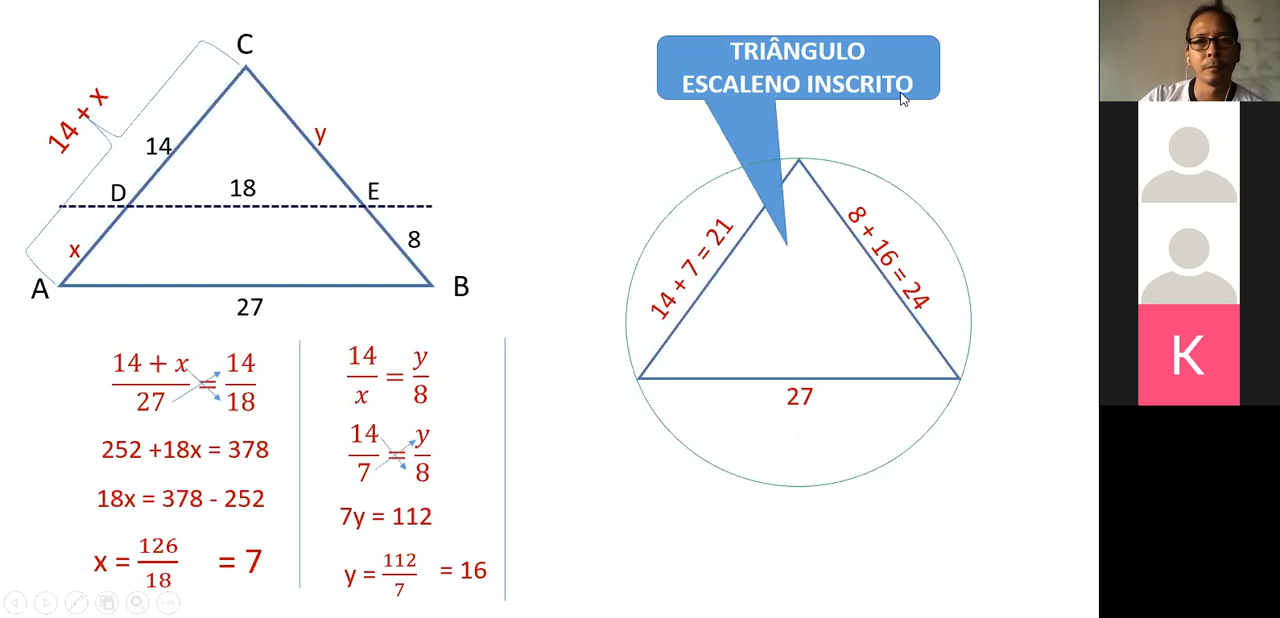 C
14 + x
14
y
D
18
E
x
8
A
B
27
14 + x / 27 = 14 / 18
252 +18x = 378
18x = 378 - 252
x = 126 / 18 = 7
14 / x = y / 8
14 / 7 = y / 8
7y = 112
y = 112 / 7 = 16
TRIÂNGULO
ESCALENO INSCRITO
14 + 7 = 21
8 + 16 = 24
27
K